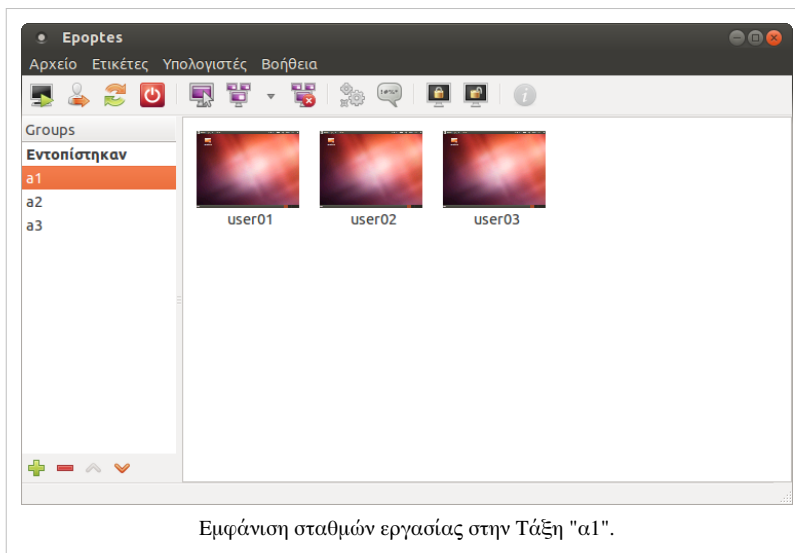 Epoptes
Αρχείο Ετικέτες Υπολογιστές Βοήθεια
Groups
Εντοπίστηκαν
a1
a2
a3
user01 user02 user03
Εμφάνιση σταθμών εργασίας στην Τάξη "α1".